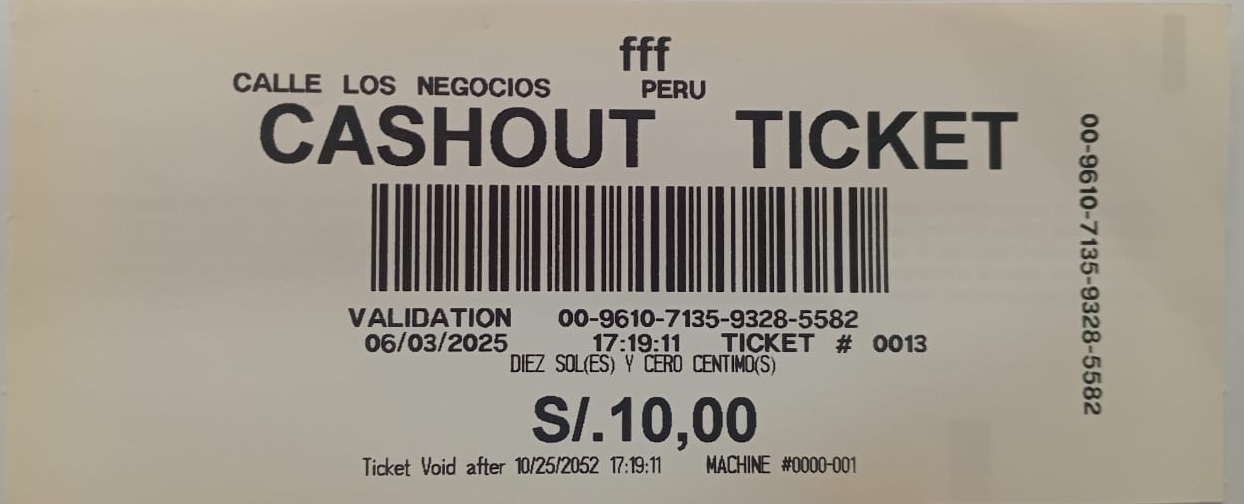 fff
CALLE LOS NEGOCIOS PERU
CASHOUT TICKET
VALIDATION 00-9610-7135-9328-5582
06/03/2025 17:19:11 TICKET # 0013
DIEZ SOL(ES) Y CERO CENTIMO(S)
S/.10,00
Ticket Void after 10/25/2052 17:19:11 MACHINE #0000-001
00-9610-7135-9328-5582